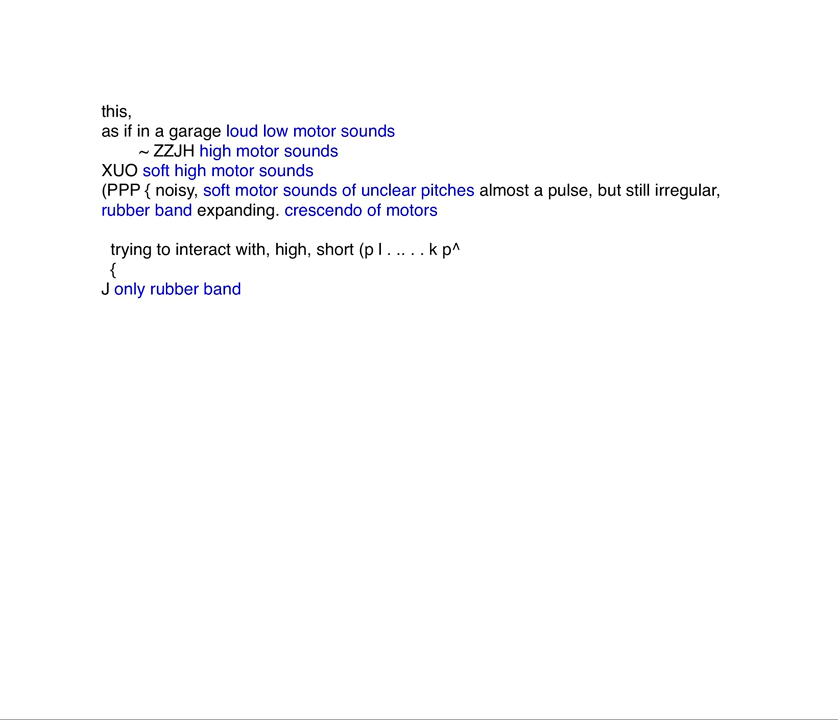 this,
as if in a garage loud low motor sounds
~ ZZJH high motor sounds
XUO soft high motor sounds
(PPP { noisy, soft motor sounds of unclear pitches almost a pulse, but still irregular,
rubber band expanding. crescendo of motors
trying to interact with, high, short (p I . .. . . k p^
{
J only rubber band